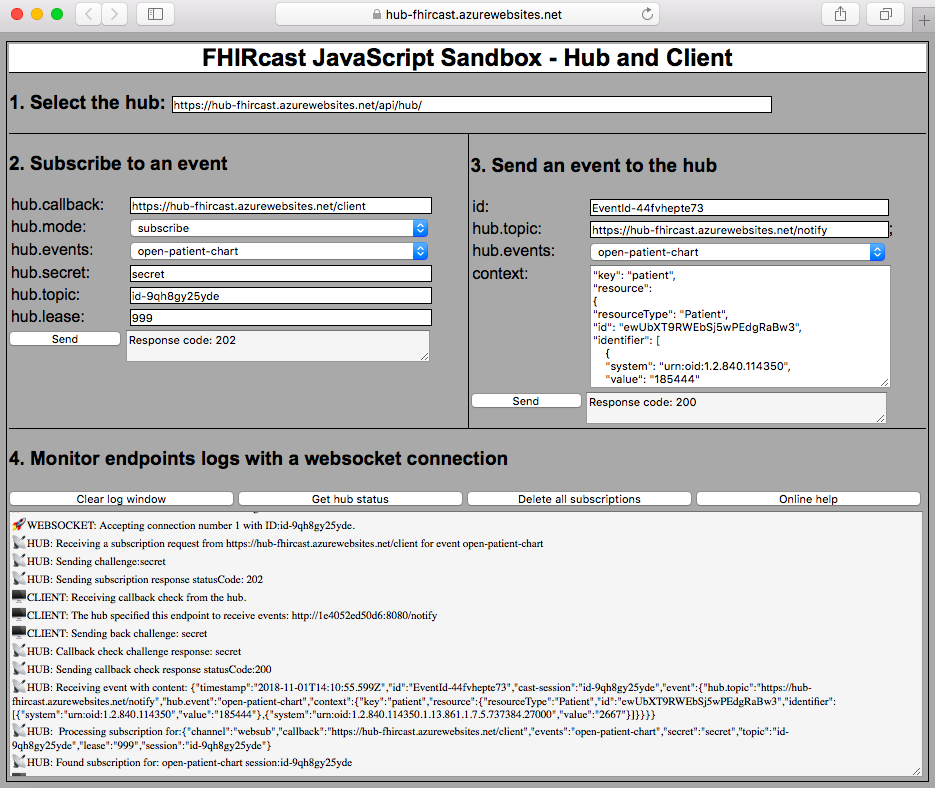 hub-fhircast.azurewebsites.net
FHIRcast JavaScript Sandbox - Hub and Client
1. Select the hub: https://hub-fhircast.azurewebsites.net/api/hub/
2. Subscribe to an event
hub.callback: https://hub-fhircast.azurewebsites.net/client
hub.mode: subscribe
hub.events: open-patient-chart
hub.secret: secret
hub.topic: id-9qh8gy25yde
hub.lease: 999
Send Response code: 202
3. Send an event to the hub
id: EventId-44fvhepte73
hub.topic: https://hub-fhircast.azurewebsites.net/notify ;
hub.events: open-patient-chart
context: "key": "patient",
"resource":
{
"resourceType": "Patient",
"id": "ewUbXT9RWEbSj5wPEdgRaBw3",
"identifier": [
{
"system": "urn:oid:1.2.840.114350",
"value": "185444"
Send Response code: 200
4. Monitor endpoints logs with a websocket connection
Clear log window Get hub status Delete all subscriptions Online help
🚀WEBSOCKET: Accepting connection number 1 with ID:id-9qh8gy25yde.
📡HUB: Receiving a subscription request from https://hub-fhircast.azurewebsites.net/client for event open-patient-chart
📡HUB: Sending challenge:secret
📡HUB: Sending subscription response statusCode: 202
🖥CLIENT: Receiving callback check from the hub.
🖥CLIENT: The hub specified this endpoint to receive events: http://1e4052ed50d6:8080/notify
🖥CLIENT: Sending back challenge: secret
📡HUB: Callback check challenge response: secret
📡HUB: Sending callback check response statusCode:200
📡HUB: Receiving event with content: {"timestamp":"2018-11-01T14:10:55.599Z","id":"EventId-44fvhepte73","cast-session":"id-9qh8gy25yde","event":{"hub.topic":"https://hub-
fhircast.azurewebsites.net/notify","hub.event":"open-patient-chart","context":{"key":"patient","resource":{"resourceType":"Patient","id":"ewUbXT9RWEbSj5wPEdgRaBw3","identifier":
[{"system":"urn:oid:1.2.840.114350","value":"185444"},{"system":"urn:oid:1.2.840.114350.1.13.861.1.7.5.737384.27000","value":"2667"}]}}}}
📡HUB: Processing subscription for:{"channel":"websub","callback":"https://hub-fhircast.azurewebsites.net/client","events":"open-patient-chart","secret":"secret","topic":"id-
9qh8gy25yde","lease":"999","session":"id-9qh8gy25yde"}
📡HUB: Found subscription for: open-patient-chart session:id-9qh8gy25yde